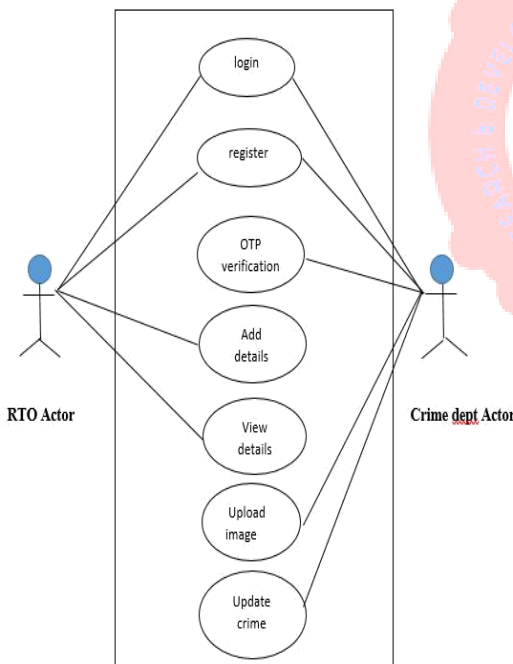 login
register
OTP
verification
Add
details
View
details
Upload
image
Update
crime
RTO Actor
Crime dept Actor